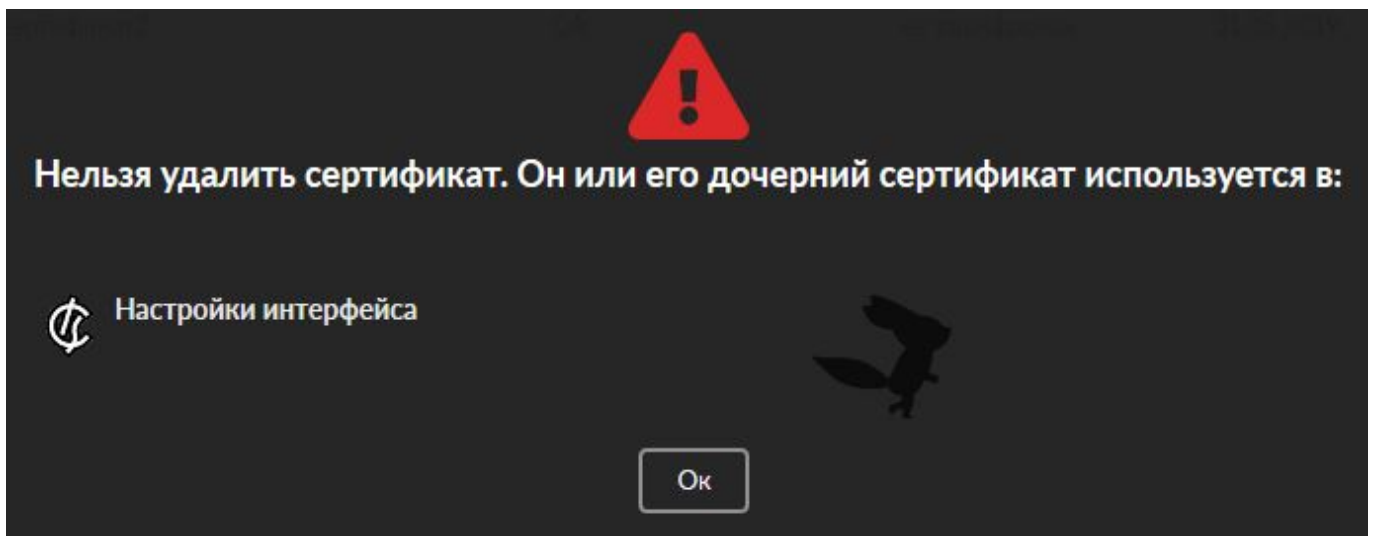 Нельзя удалить сертификат. Он или его дочерний сертификат используется в:
Настройки интерфейса
Ок